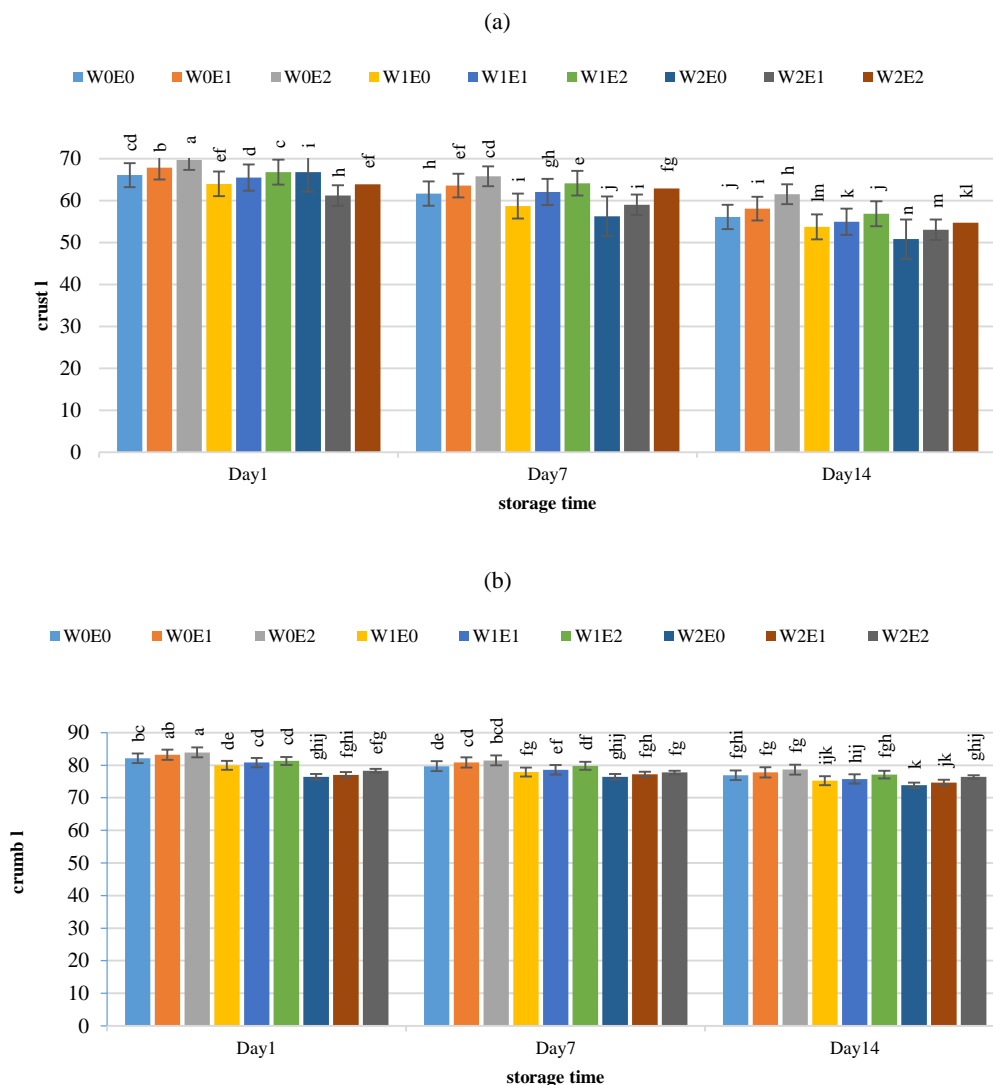 (a)
W0E0 W0E1 W0E2 W1E0 W1E1 W1E2 W2E0 W2E1 W2E2
cd b a ef d c i h ef h ef cd i gh e j i fg j i h lm k j n m kl
70
60
50
40
30
20
10
0
crust l
Day1 Day7 Day14
storage time
(b)
W0E0 W0E1 W0E2 W1E0 W1E1 W1E2 W2E0 W2E1 W2E2
bc ab a de cd cd ghij fghi efg de cd bcd fg ef df ghij fgh fg fghi fg fg ijk hij fgh k jk ghij
90
80
70
60
50
40
30
20
10
0
crumb l
Day1 Day7 Day14
storage time